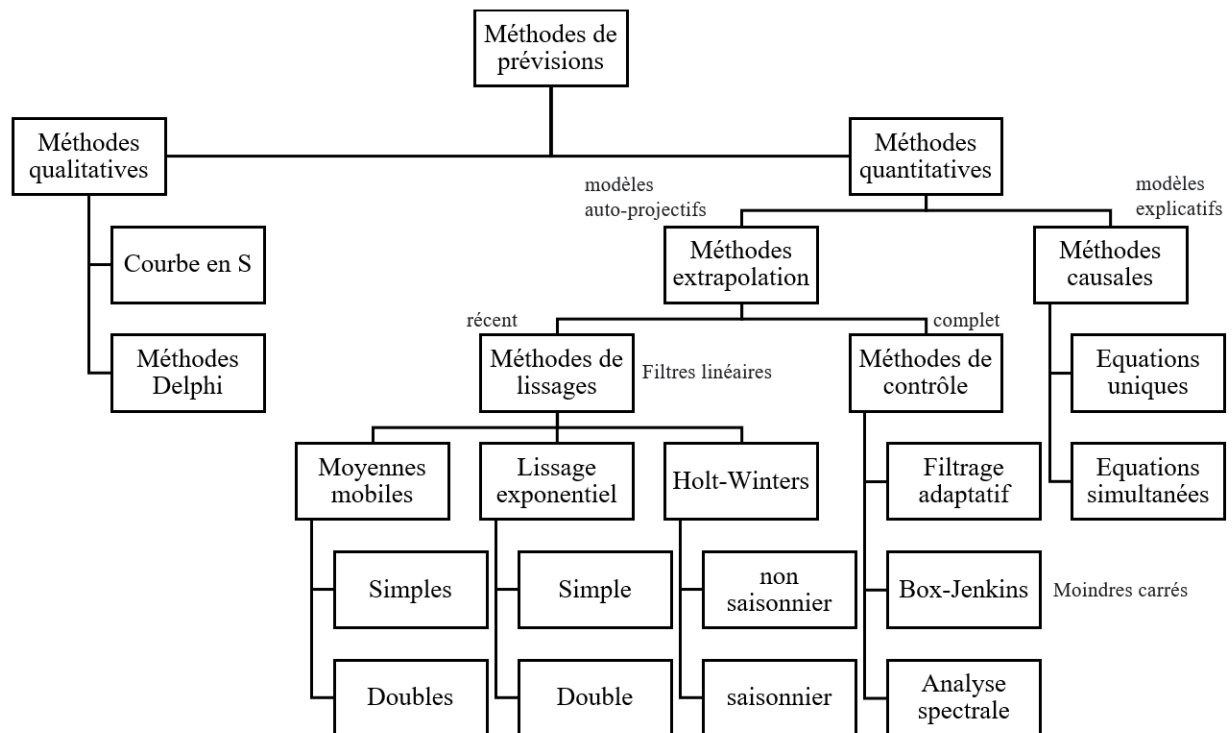 Méthodes de
prévisions
Méthodes
qualitatives
Méthodes
quantitatives
modèles
auto-projectifs
modèles
explicatifs
Courbe en S
Méthodes
extrapolation
Méthodes
causales
récent
complet
Méthodes
Delphi
Méthodes de
lissages
Filtres linéaires
Méthodes de
contrôle
Equations
uniques
Moyennes
mobiles
Lissage
exponentiel
Holt-Winters
Filtrage
adaptatif
Equations
simultanées
Simples
Simple
non
saisonnier
Box-Jenkins
Moindres carrés
Doubles
Double
saisonnier
Analyse
spectrale